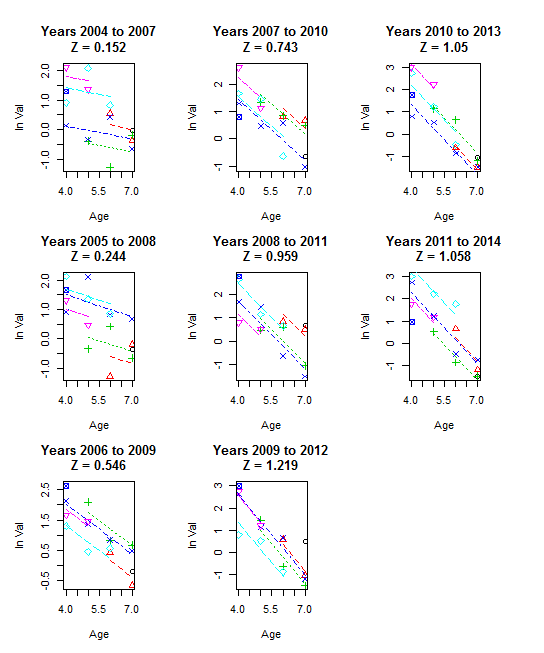 Years 2004 to 2007
Z = 0.152
ln Val
-1.0
0.0
1.0
2.0
4.0
5.5
7.0
Age
Years 2007 to 2010
Z = 0.743
ln Val
-1
0
1
2
4.0
5.5
7.0
Age
Years 2010 to 2013
Z = 1.05
ln Val
-1
0
1
2
3
4.0
5.5
7.0
Age
Years 2005 to 2008
Z = 0.244
ln Val
-1.0
0.0
1.0
2.0
4.0
5.5
7.0
Age
Years 2008 to 2011
Z = 0.959
ln Val
-1
0
1
2
4.0
5.5
7.0
Age
Years 2011 to 2014
Z = 1.058
ln Val
-1
0
1
2
3
4.0
5.5
7.0
Age
Years 2006 to 2009
Z = 0.546
ln Val
-0.5
0.5
1.5
2.5
4.0
5.5
7.0
Age
Years 2009 to 2012
Z = 1.219
ln Val
-1
0
1
2
3
4.0
5.5
7.0
Age